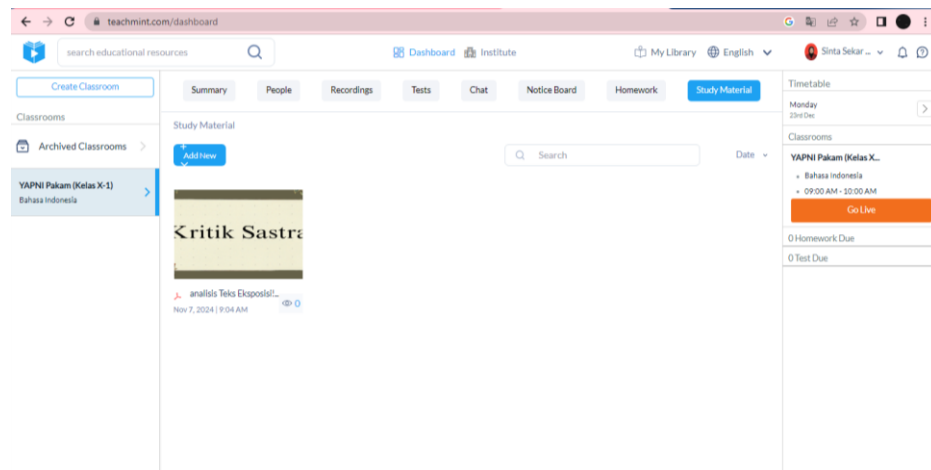 teachmint.com/dashboard
search educational resources
Dashboard
Institute
My Library
English
Sinta Sekar ...
Create Classroom
Classrooms
Archived Classrooms
YAPNI Pakam (Kelas X-1)
Bahasa Indonesia
Summary
People
Recordings
Tests
Chat
Notice Board
Homework
Study Material
Study Material
Add New
Search
Date
Kritik Sastra
analisis Teks Eksposisi!...
Nov 7, 2024 | 9:04 AM
0
Timetable
Monday
23rd Dec
Classrooms
YAPNI Pakam (Kelas X...
Bahasa Indonesia
09:00 AM - 10:00 AM
Go Live
0 Homework Due
0 Test Due